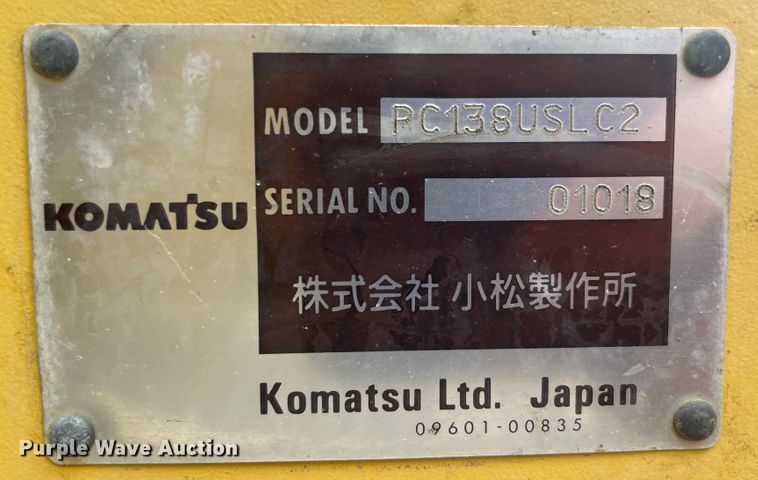 MODEL PC138USLC2
KOMATSU
SERIAL NO. 01018
株式会社 小松製作所
Komatsu Ltd. Japan
09601-00835
Purple Wave Auction